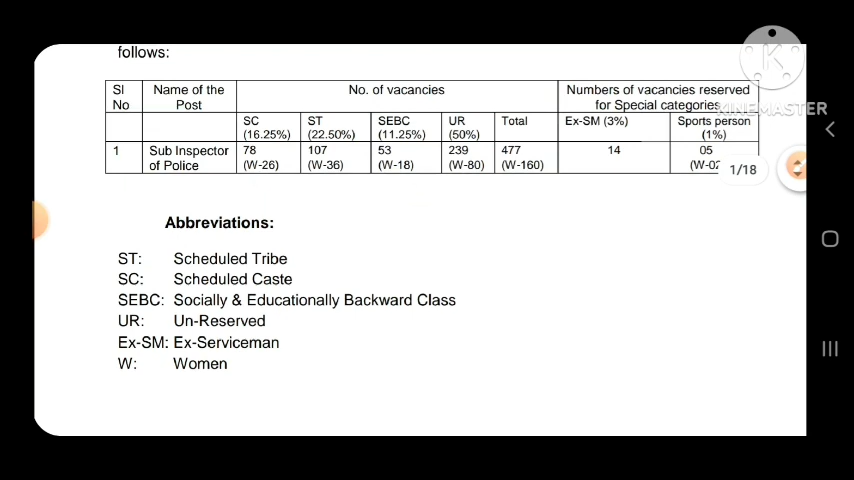 follows:
Sl No Name of the Post No. of vacancies Numbers of vacancies reserved for Special categories
SC (16.25%) ST (22.50%) SEBC (11.25%) UR (50%) Total Ex-SM (3%) Sports person (1%)
1 Sub Inspector of Police 78 (W-26) 107 (W-36) 53 (W-18) 239 (W-80) 477 (W-160) 14 05
1/18
KINEMASTER
Abbreviations:
ST: Scheduled Tribe
SC: Scheduled Caste
SEBC: Socially & Educationally Backward Class
UR: Un-Reserved
Ex-SM: Ex-Serviceman
W: Women